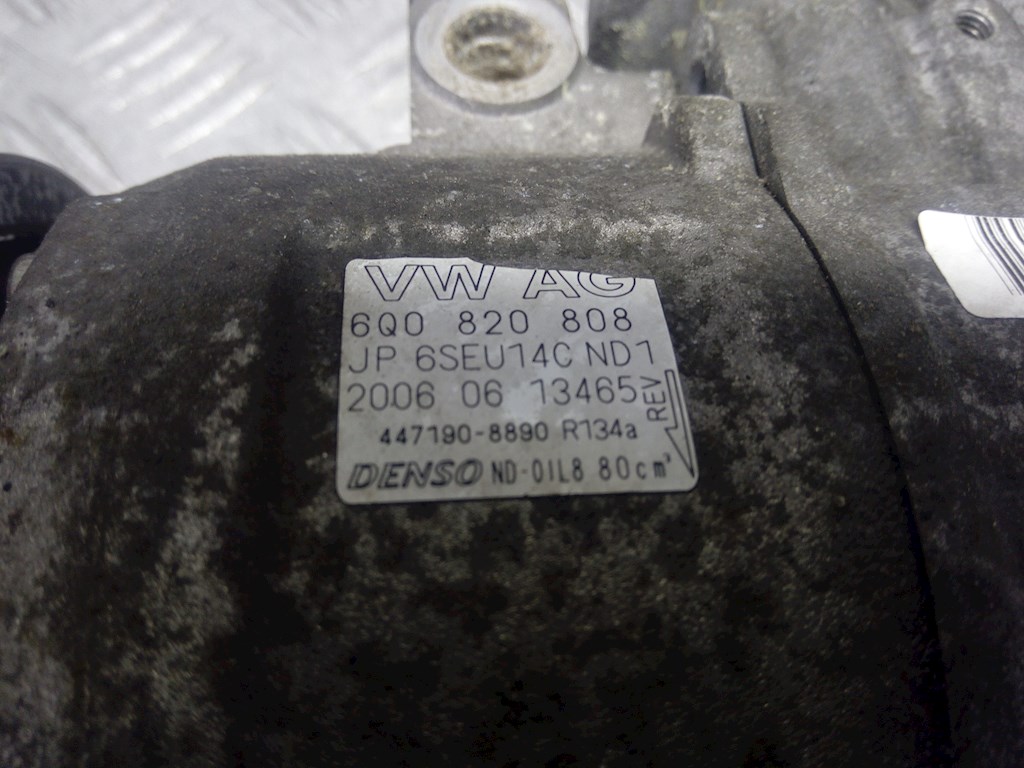 VW AG
6Q0 820 808
JP 6SEU14C ND1
2006 06 13465
REV
447190-8890 R134a
DENSO ND-OIL8 80cm³